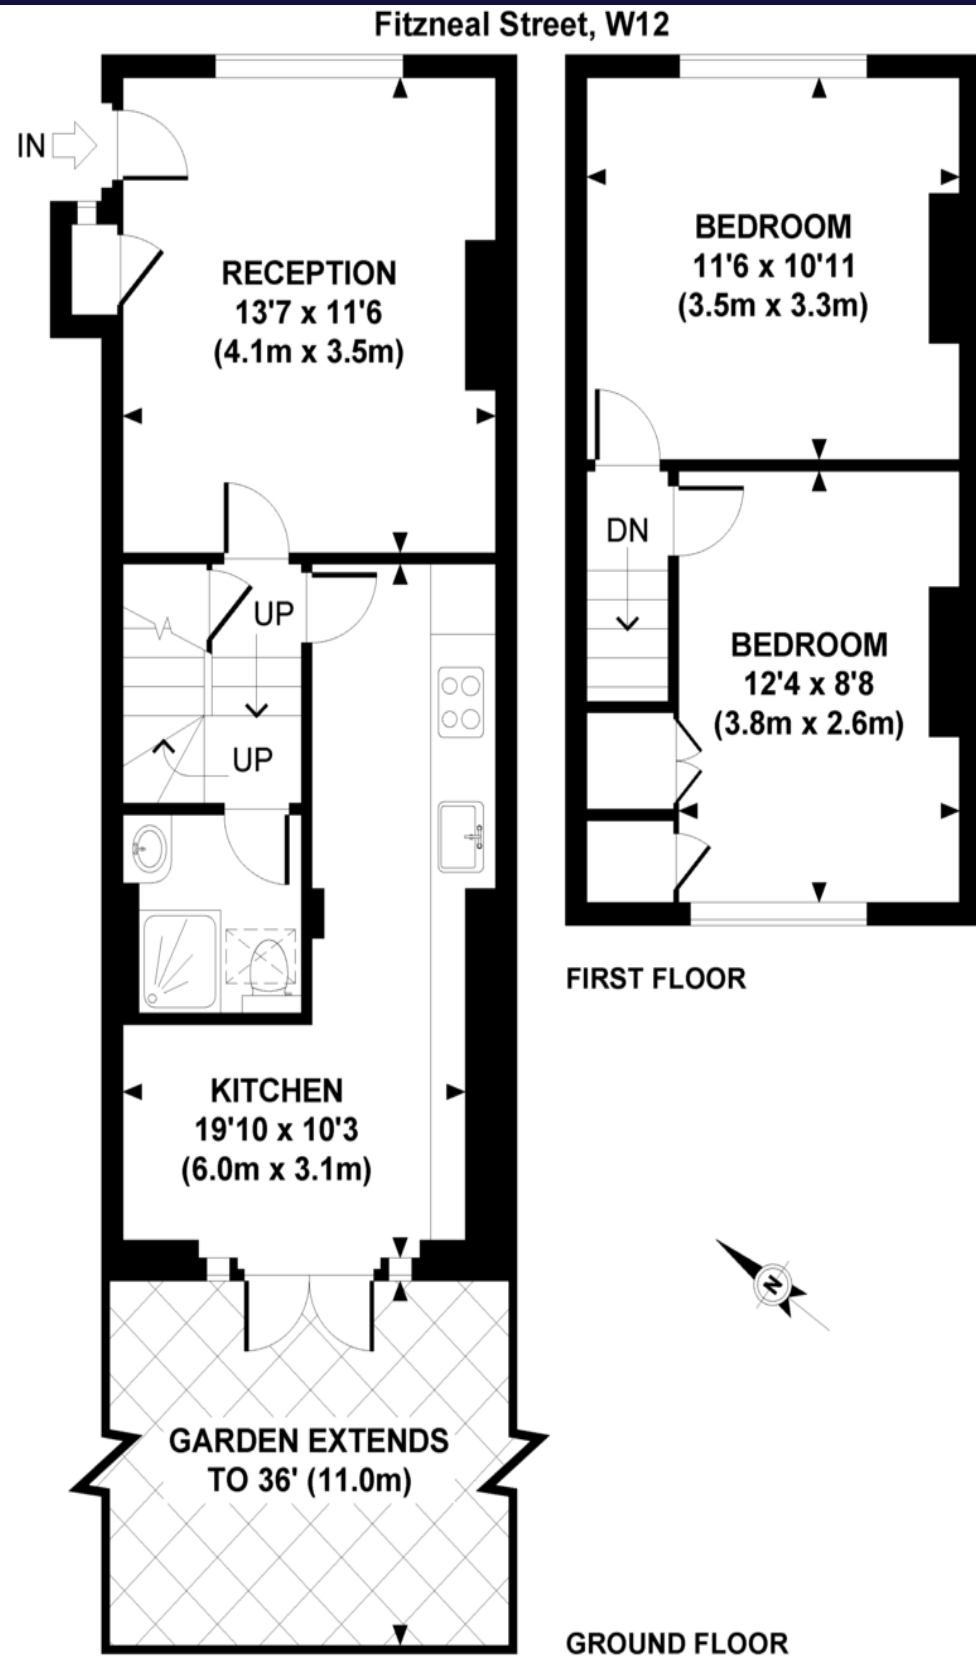 Fitzneal Street, W12
IN
RECEPTION
13'7 x 11'6
(4.1m x 3.5m)
UP
UP
KITCHEN
19'10 x 10'3
(6.0m x 3.1m)
GARDEN EXTENDS
TO 36' (11.0m)
GROUND FLOOR
BEDROOM
11'6 x 10'11
(3.5m x 3.3m)
DN
BEDROOM
12'4 x 8'8
(3.8m x 2.6m)
FIRST FLOOR
N